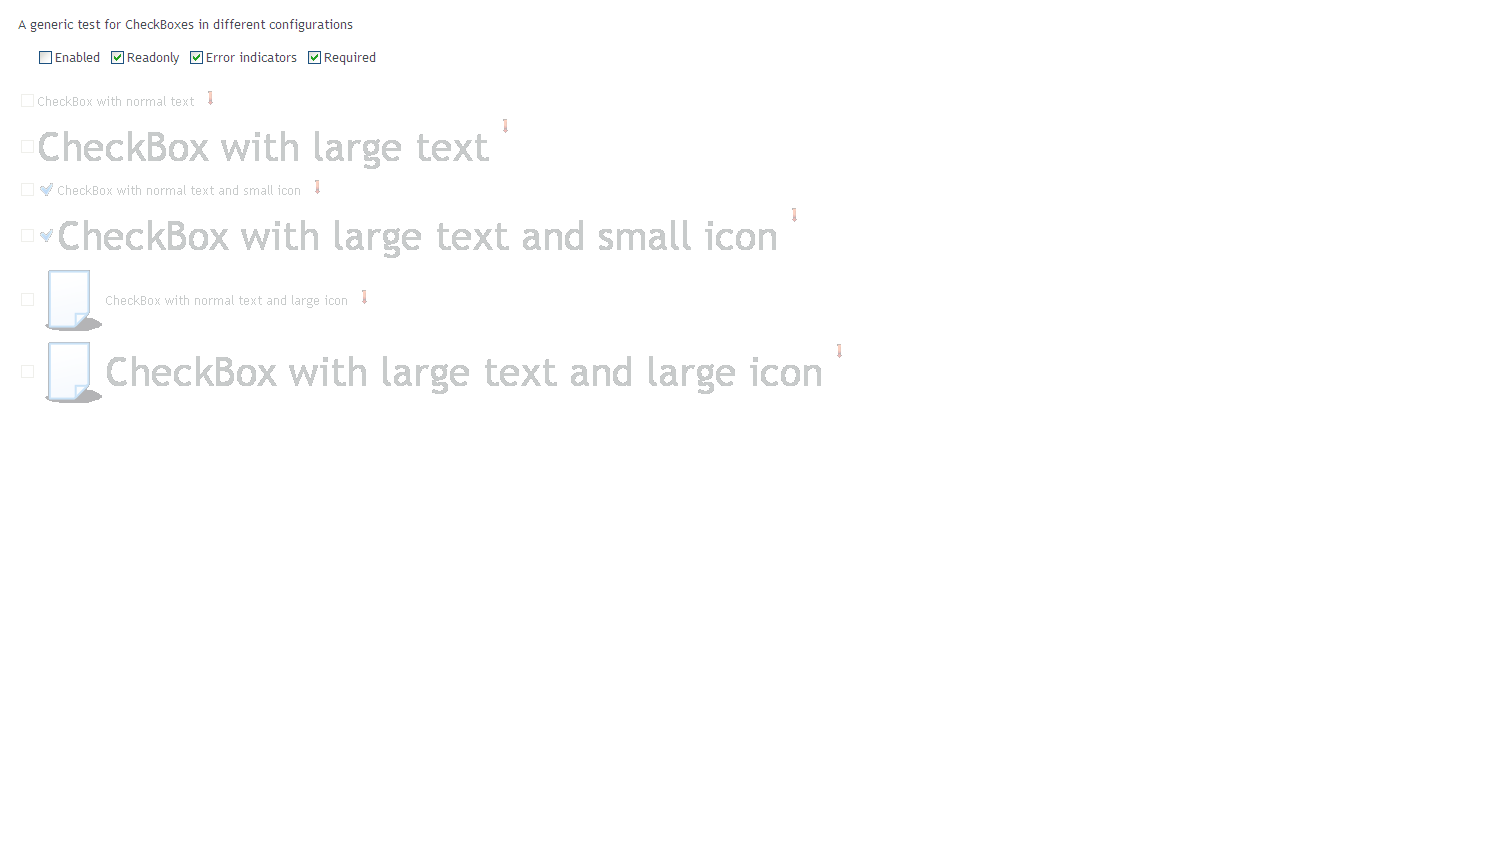 A generic test for CheckBoxes in different configurations
Enabled Readonly Error indicators Required
CheckBox with normal text
CheckBox with large text
CheckBox with normal text and small icon
CheckBox with large text and small icon
CheckBox with normal text and large icon
CheckBox with large text and large icon